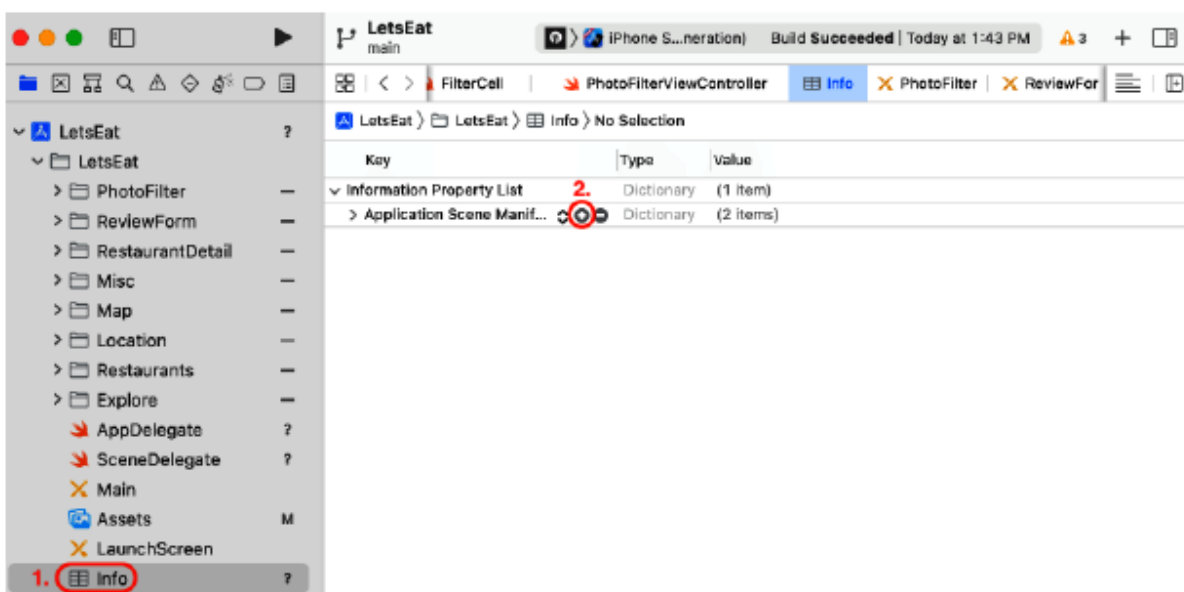 LetsEat
main
iPhone S...neration)
Build Succeeded | Today at 1:43 PM
3
FilterCell
PhotoFilterViewController
Info
PhotoFilter
ReviewFor
LetsEat
LetsEat
Info
No Selection
Key
Type
Value
Information Property List
2.
Dictionary
(1 item)
Application Scene Manif...
Dictionary
(2 items)
LetsEat ?
LetsEat
PhotoFilter
ReviewForm
RestaurantDetail
Misc
Map
Location
Restaurants
Explore
AppDelegate ?
SceneDelegate ?
Main
Assets M
LaunchScreen
1. Info ?